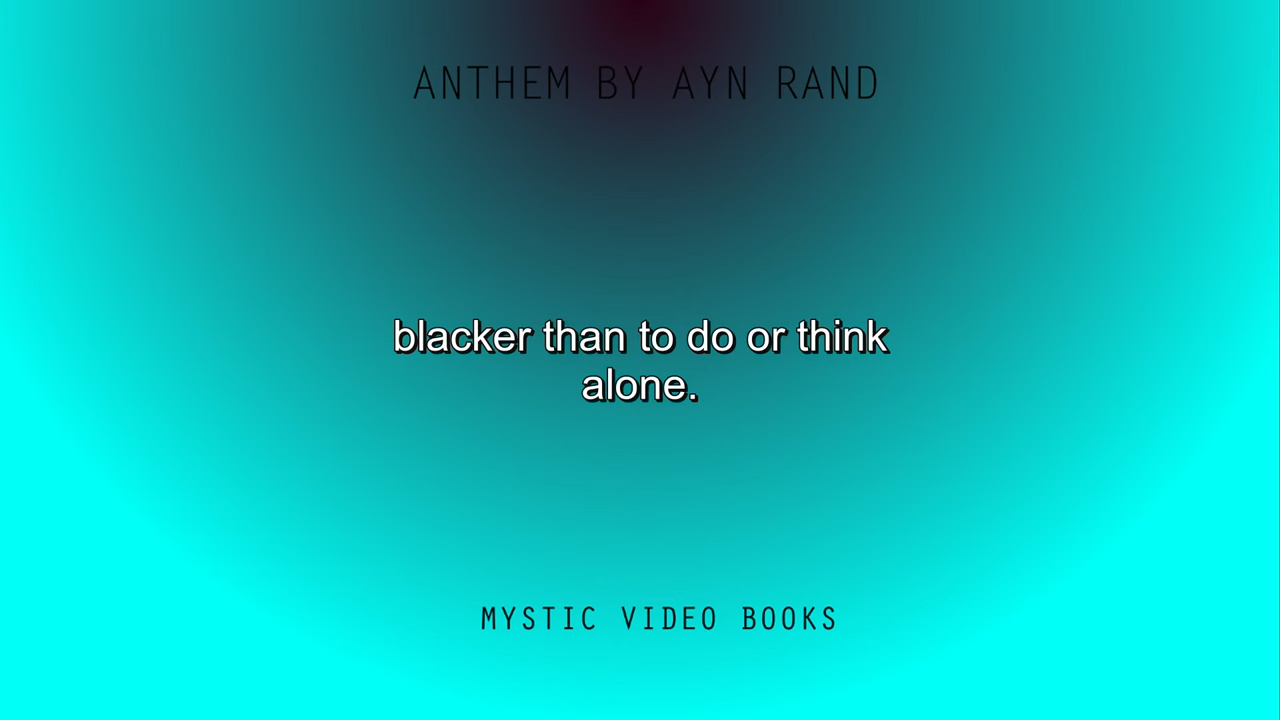 ANTHEM BY AYN RAND
blacker than to do or think
alone.
MYSTIC VIDEO BOOKS